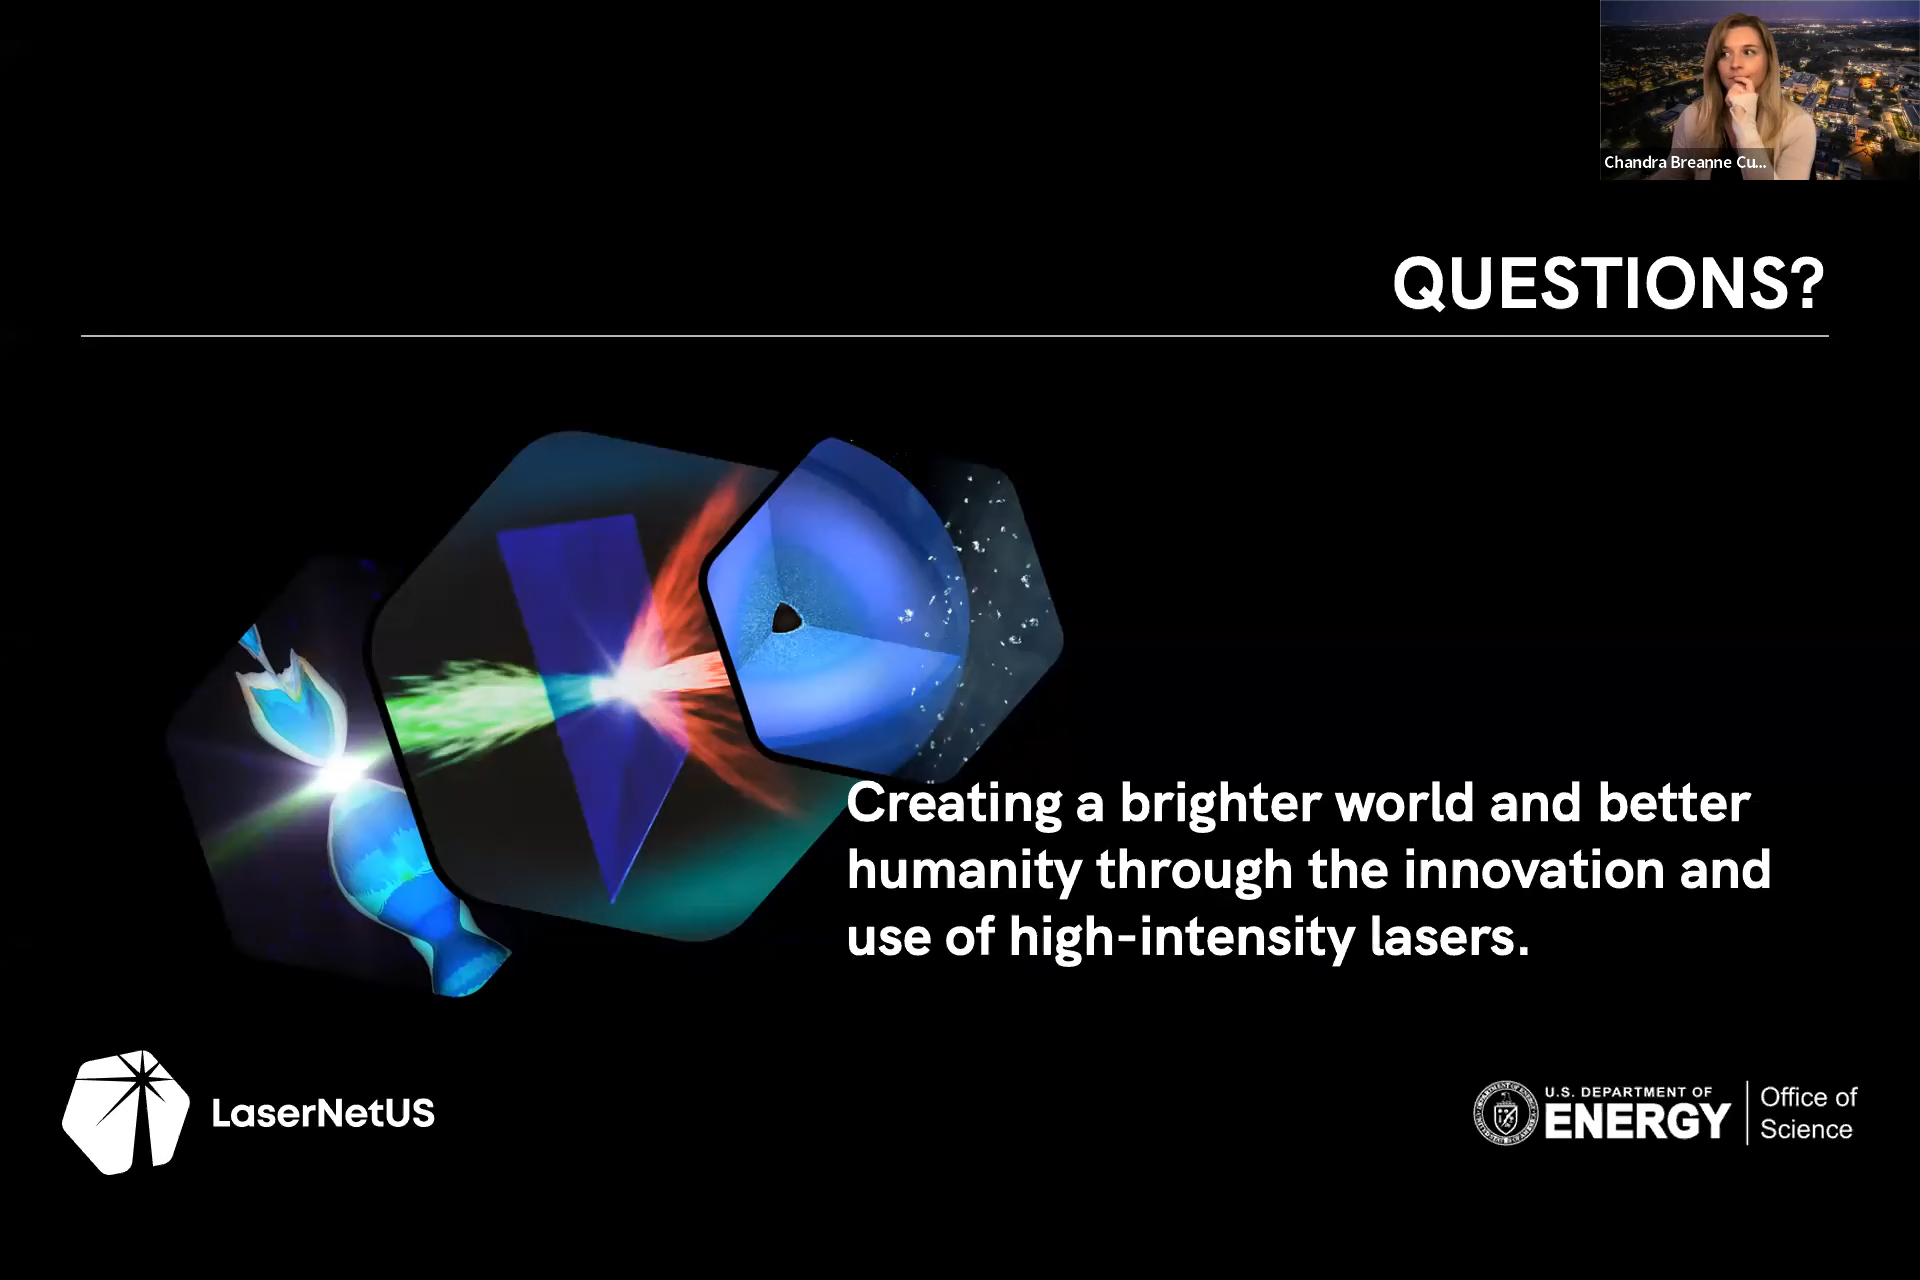 Chandra Breanne Cu...
QUESTIONS?
Creating a brighter world and better
humanity through the innovation and
use of high-intensity lasers.
LaserNetUS
U.S. DEPARTMENT OF
ENERGY
Office of
Science